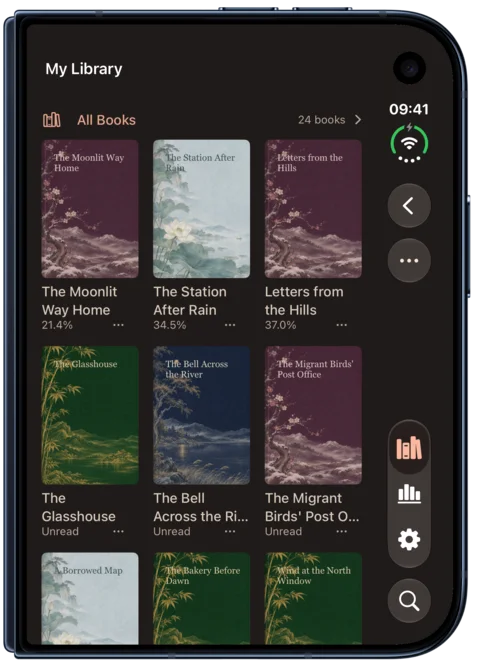 My Library
09:41
All Books
24 books
The Moonlit Way
Home
The Station After
Rain
Letters from the
Hills
The Moonlit
Way Home
21.4%
The Station
After Rain
34.5%
Letters from
the Hills
37.0%
The Glasshouse
The Bell Across
the River
The Migrant Birds'
Post Office
The
Glasshouse
Unread
The Bell
Across the Ri...
Unread
The Migrant
Birds' Post O...
Unread
A Borrowed Map
The Bakery Before
Dawn
Wind at the North
Window